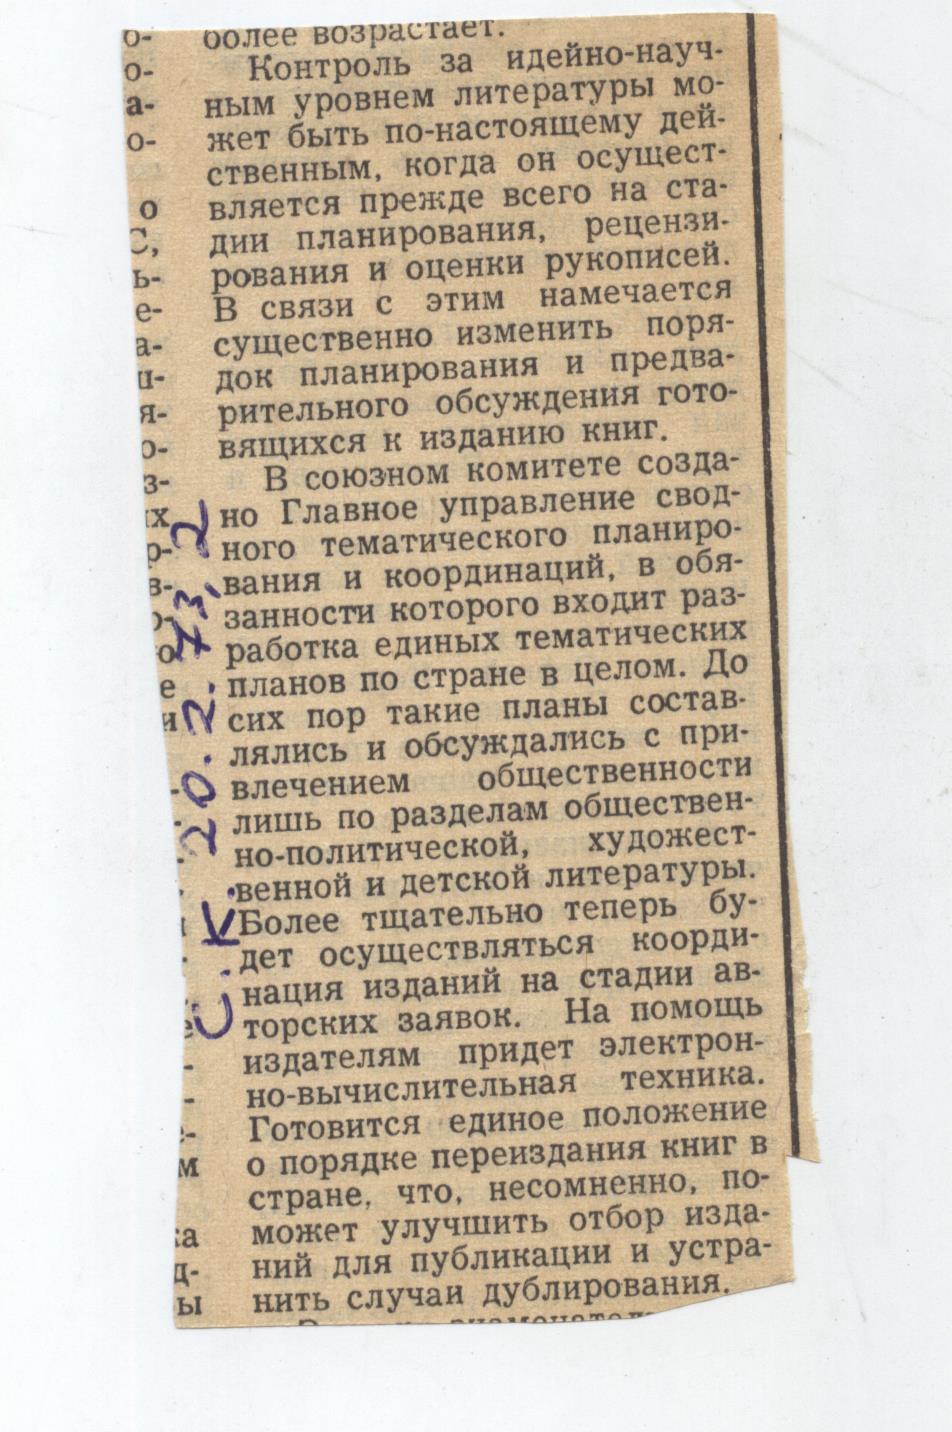 более возрастает.
Контроль за идейно-науч-
ным уровнем литературы мо-
жет быть по-настоящему дей-
ственным, когда он осущест-
вляется прежде всего на ста-
дии планирования, рецензи-
рования и оценки рукописей.
В связи с этим намечается
существенно изменить поря-
док планирования и предва-
рительного обсуждения гото-
вящихся к изданию книг.
В союзном комитете созда-
но Главное управление свод-
ного тематического планиро-
вания и координаций, в обя-
занности которого входит раз-
работка единых тематических
планов по стране в целом. До
сих пор такие планы состав-
лялись и обсуждались с при-
влечением общественности
лишь по разделам обществен-
но-политической, художест-
венной и детской литературы.
Более тщательно теперь бу-
дет осуществляться коорди-
нация изданий на стадии ав-
торских заявок. На помощь
издателям придет электрон-
но-вычислительная техника.
Готовится единое положение
о порядке переиздания книг в
стране, что, несомненно, по-
может улучшить отбор изда-
ний для публикации и устра-
нить случаи дублирования.
С.К. 20.2.73, 2